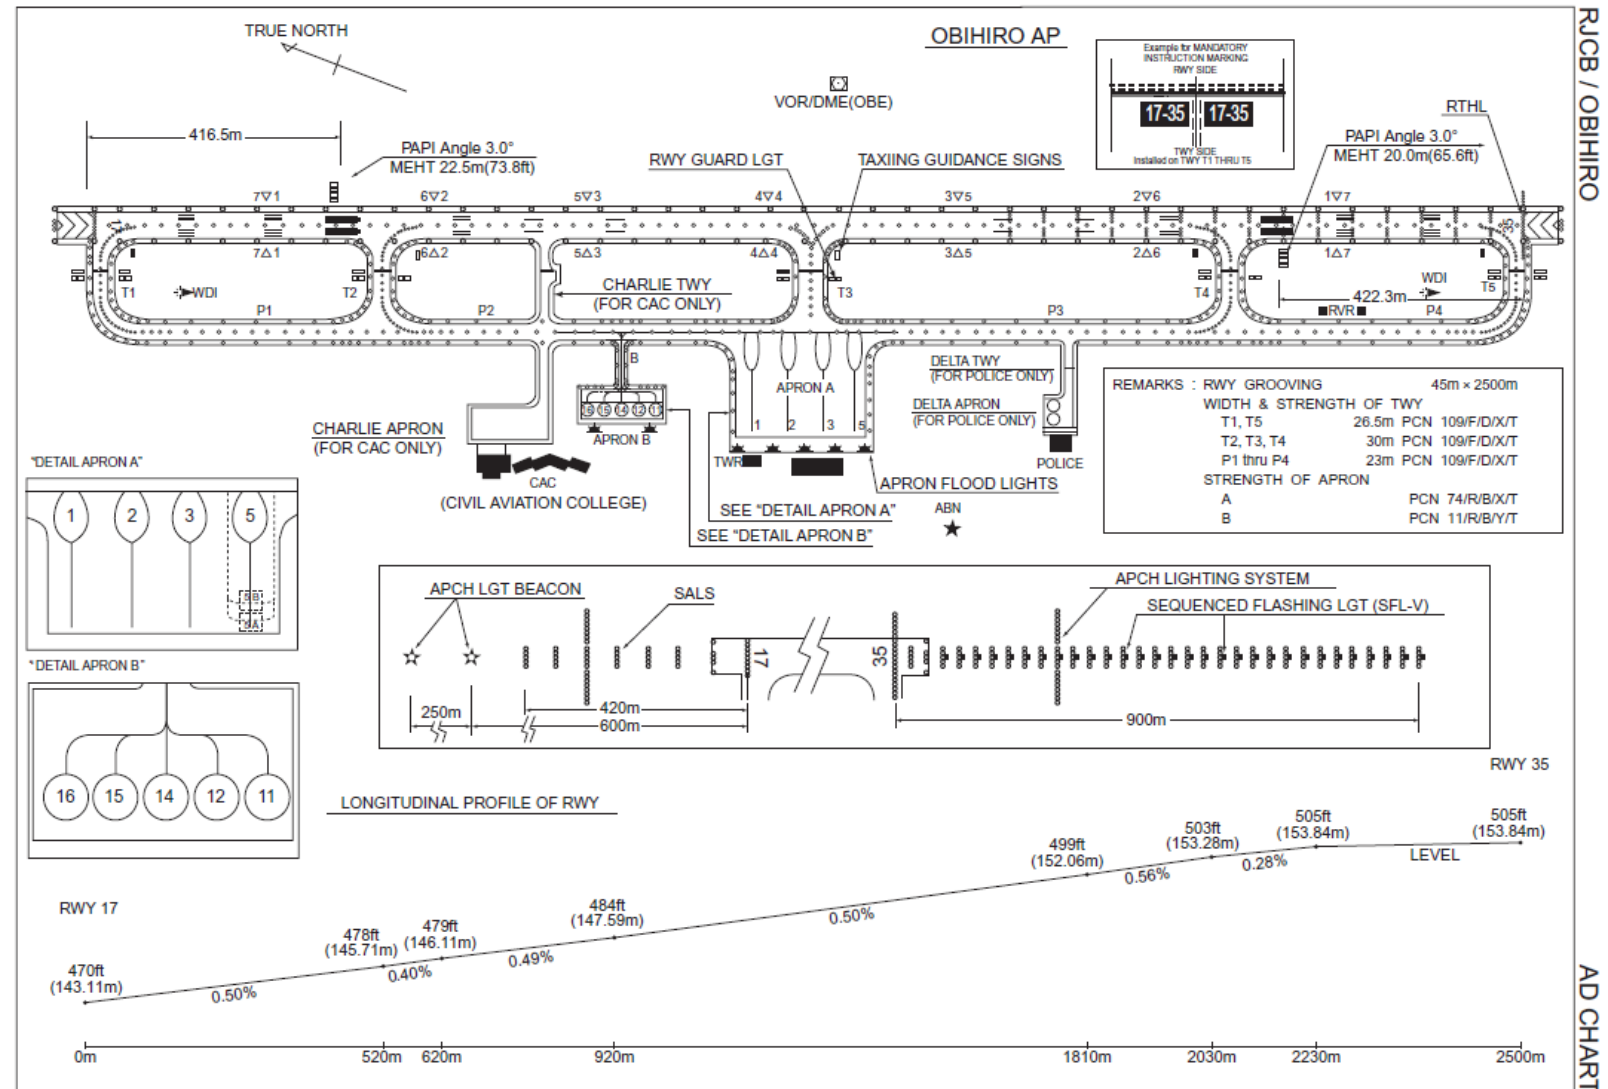 TRUE NORTH
OBIHIRO AP
RJCB / OBIHIRO
Example for MANDATORY
INSTRUCTION MARKING
RWY SIDE
17-35 17-35
TWY SIDE
Installed on TWY T1 THRU T5
VOR/DME(OBE)
RTHL
416.5m
PAPI Angle 3.0°
MEHT 22.5m(73.8ft)
RWY GUARD LGT
TAXIING GUIDANCE SIGNS
PAPI Angle 3.0°
MEHT 20.0m(65.6ft)
7▽1 6▽2 5▽3 4▽4 3▽5 2▽6 1▽7
17 35
7△1 6△2 5△3 4△4 3△5 2△6 1△7
T1 WDI T2 T3 T4 WDI T5
CHARLIE TWY
(FOR CAC ONLY)
422.3m
P1 P2 P3 RVR P4
B
APRON A
1 2 3 5
16 15 14 12 11
APRON B
DELTA TWY
(FOR POLICE ONLY)
DELTA APRON
(FOR POLICE ONLY)
POLICE
CHARLIE APRON
(FOR CAC ONLY)
CAC
(CIVIL AVIATION COLLEGE)
TWR
APRON FLOOD LIGHTS
SEE "DETAIL APRON A"
SEE "DETAIL APRON B"
ABN
REMARKS : RWY GROOVING 45m × 2500m
WIDTH & STRENGTH OF TWY
T1, T5 26.5m PCN 109/F/D/X/T
T2, T3, T4 30m PCN 109/F/D/X/T
P1 thru P4 23m PCN 109/F/D/X/T
STRENGTH OF APRON
A PCN 74/R/B/X/T
B PCN 11/R/B/Y/T
"DETAIL APRON A"
1 2 3 5
5B
5A
"DETAIL APRON B"
16 15 14 12 11
APCH LGT BEACON
SALS
APCH LIGHTING SYSTEM
SEQUENCED FLASHING LGT (SFL-V)
17 35
250m
420m
600m
900m
LONGITUDINAL PROFILE OF RWY
RWY 35
RWY 17
470ft
(143.11m)
0.50%
478ft
(145.71m)
0.40%
479ft
(146.11m)
0.49%
484ft
(147.59m)
0.50%
499ft
(152.06m)
0.56%
503ft
(153.28m)
0.28%
505ft
(153.84m)
LEVEL
505ft
(153.84m)
0m 520m 620m 920m 1810m 2030m 2230m 2500m
AD CHART